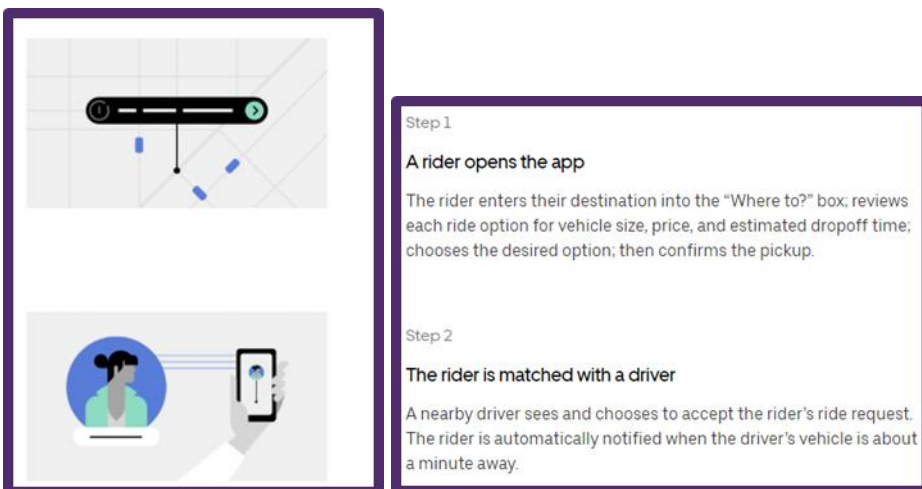 Step 1
A rider opens the app
The rider enters their destination into the “Where to?” box; reviews
each ride option for vehicle size, price, and estimated dropoff time;
chooses the desired option; then confirms the pickup.
Step 2
The rider is matched with a driver
A nearby driver sees and chooses to accept the rider’s ride request.
The rider is automatically notified when the driver’s vehicle is about
a minute away.